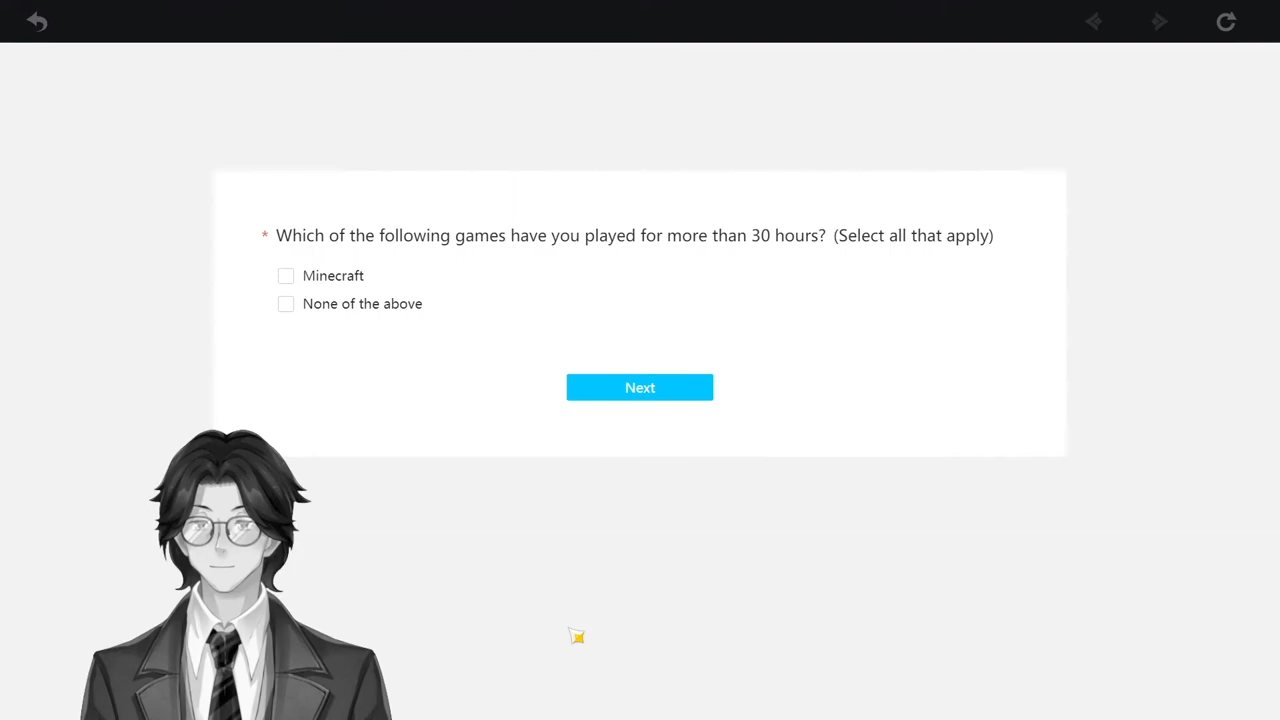 * Which of the following games have you played for more than 30 hours? (Select all that apply)
Minecraft
None of the above
Next